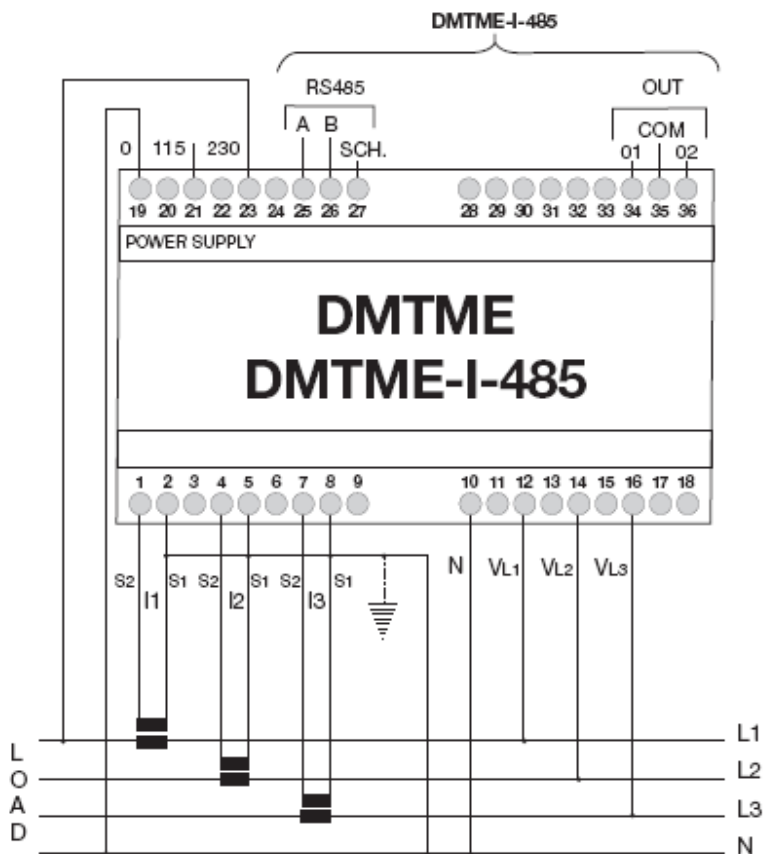 DMTME-I-485
RS485 OUT
A B COM
0 115 230 SCH. 01 02
19 20 21 22 23 24 25 26 27 28 29 30 31 32 33 34 35 36
POWER SUPPLY
DMTME
DMTME-I-485
1 2 3 4 5 6 7 8 9 10 11 12 13 14 15 16 17 18
N VL1 VL2 VL3
S2 S1 S2 S1 S2 S1
I1 I2 I3
L1
L2
L3
N
LOAD